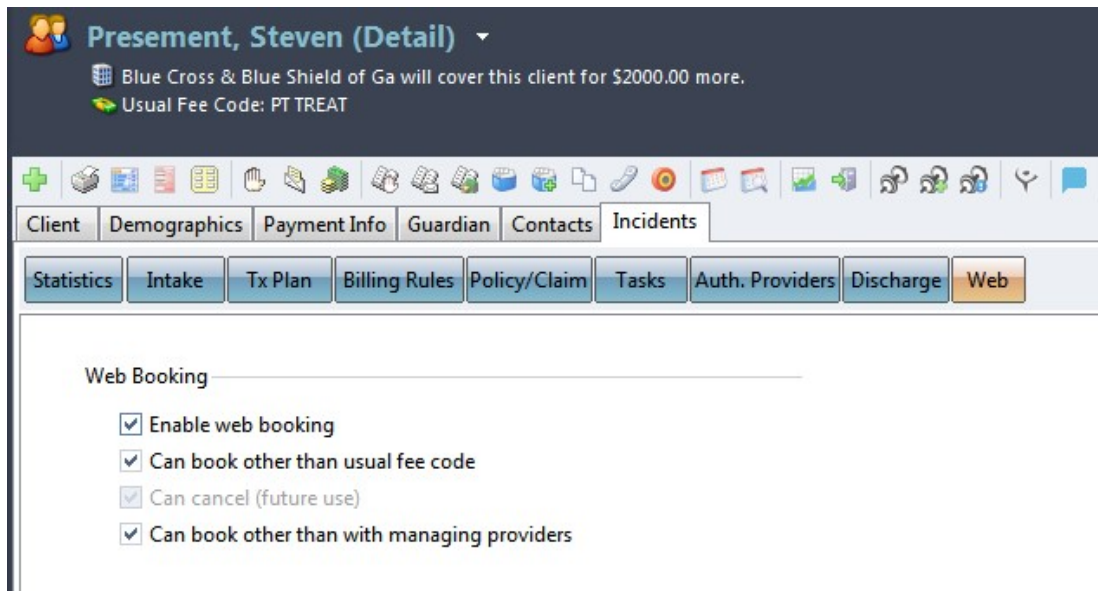 Presement, Steven (Detail)
Blue Cross & Blue Shield of Ga will cover this client for $2000.00 more.
Usual Fee Code: PT TREAT
Client Demographics Payment Info Guardian Contacts Incidents
Statistics Intake Tx Plan Billing Rules Policy/Claim Tasks Auth. Providers Discharge Web
Web Booking
Enable web booking
Can book other than usual fee code
Can cancel (future use)
Can book other than with managing providers